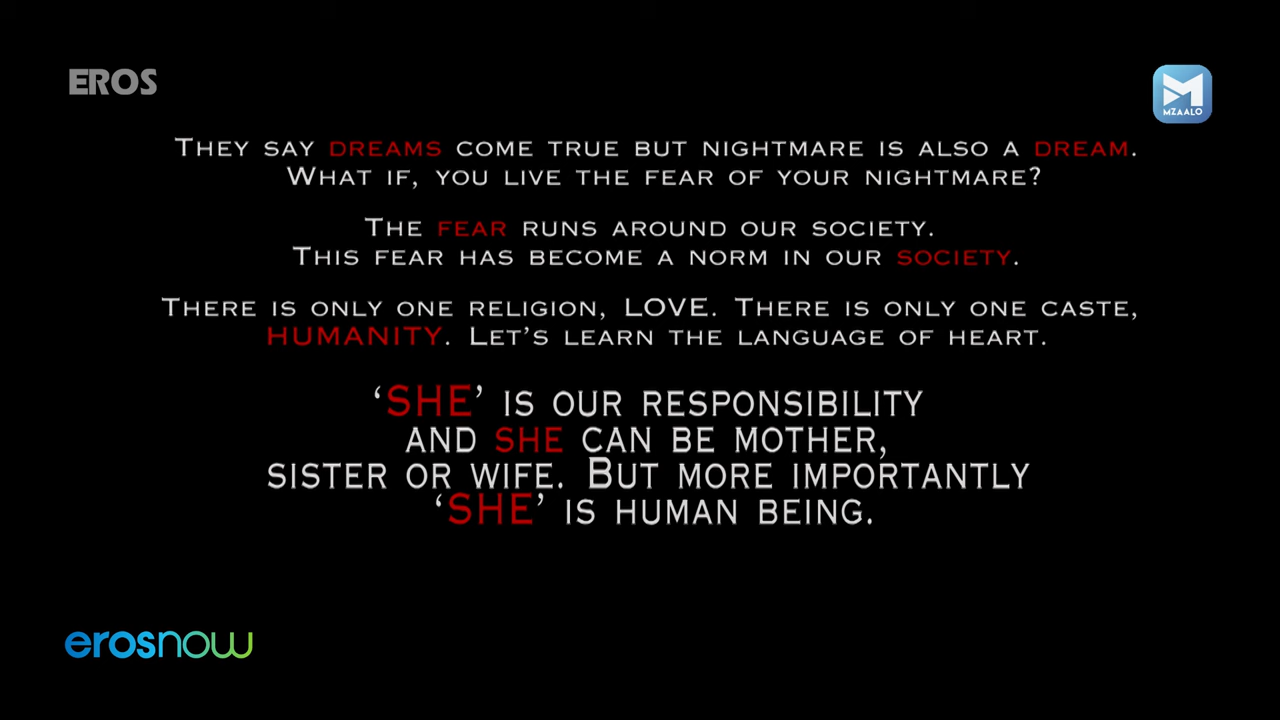 EROS
MZAALO
THEY SAY DREAMS COME TRUE BUT NIGHTMARE IS ALSO A DREAM.
WHAT IF, YOU LIVE THE FEAR OF YOUR NIGHTMARE?
THE FEAR RUNS AROUND OUR SOCIETY.
THIS FEAR HAS BECOME A NORM IN OUR SOCIETY.
THERE IS ONLY ONE RELIGION, LOVE. THERE IS ONLY ONE CASTE,
HUMANITY. LET'S LEARN THE LANGUAGE OF HEART.
‘SHE’ IS OUR RESPONSIBILITY
AND SHE CAN BE MOTHER,
SISTER OR WIFE. BUT MORE IMPORTANTLY
‘SHE’ IS HUMAN BEING.
erosnow